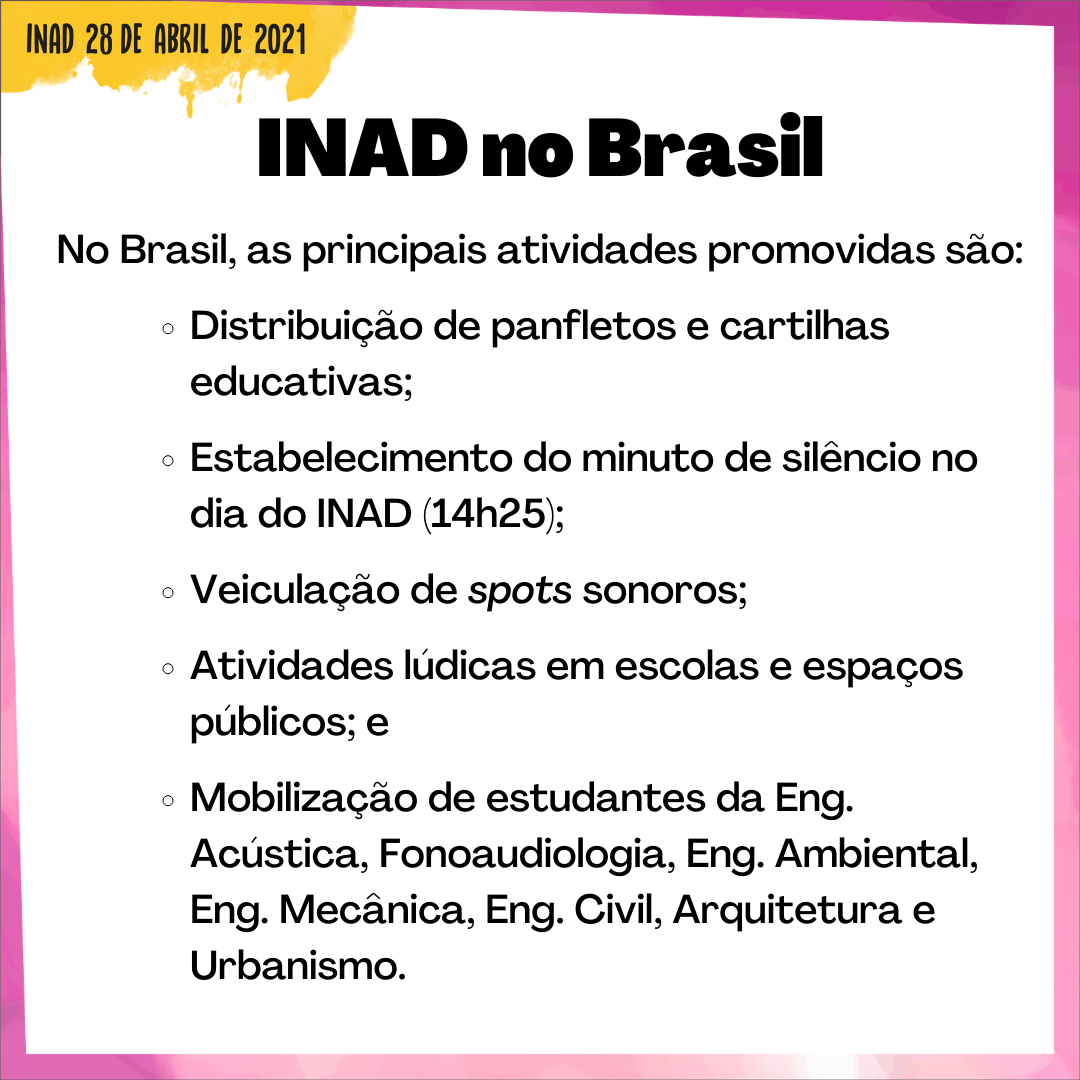 INAD 28 DE ABRIL DE 2021
INAD no Brasil
No Brasil, as principais atividades promovidas são:
Distribuição de panfletos e cartilhas
educativas;
Estabelecimento do minuto de silêncio no
dia do INAD (14h25);
Veiculação de spots sonoros;
Atividades lúdicas em escolas e espaços
públicos; e
Mobilização de estudantes da Eng.
Acústica, Fonoaudiologia, Eng. Ambiental,
Eng. Mecânica, Eng. Civil, Arquitetura e
Urbanismo.